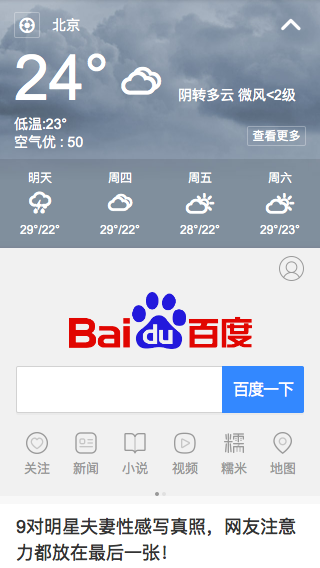 北京
24°
阴转多云 微风<2级
低温:23°
空气优 : 50
查看更多
明天 周四 周五 周六
29°/22° 29°/22° 28°/22° 29°/23°
Bai du 百度
百度一下
关注 新闻 小说 视频 糯米 地图
9对明星夫妻性感写真照，网友注意
力都放在最后一张！